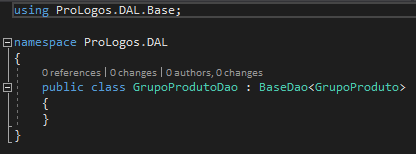 using ProLogos.DAL.Base;
namespace ProLogos.DAL
{
0 references | 0 changes | 0 authors, 0 changes
public class GrupoProdutoDao : BaseDao<GrupoProduto>
{
}
}